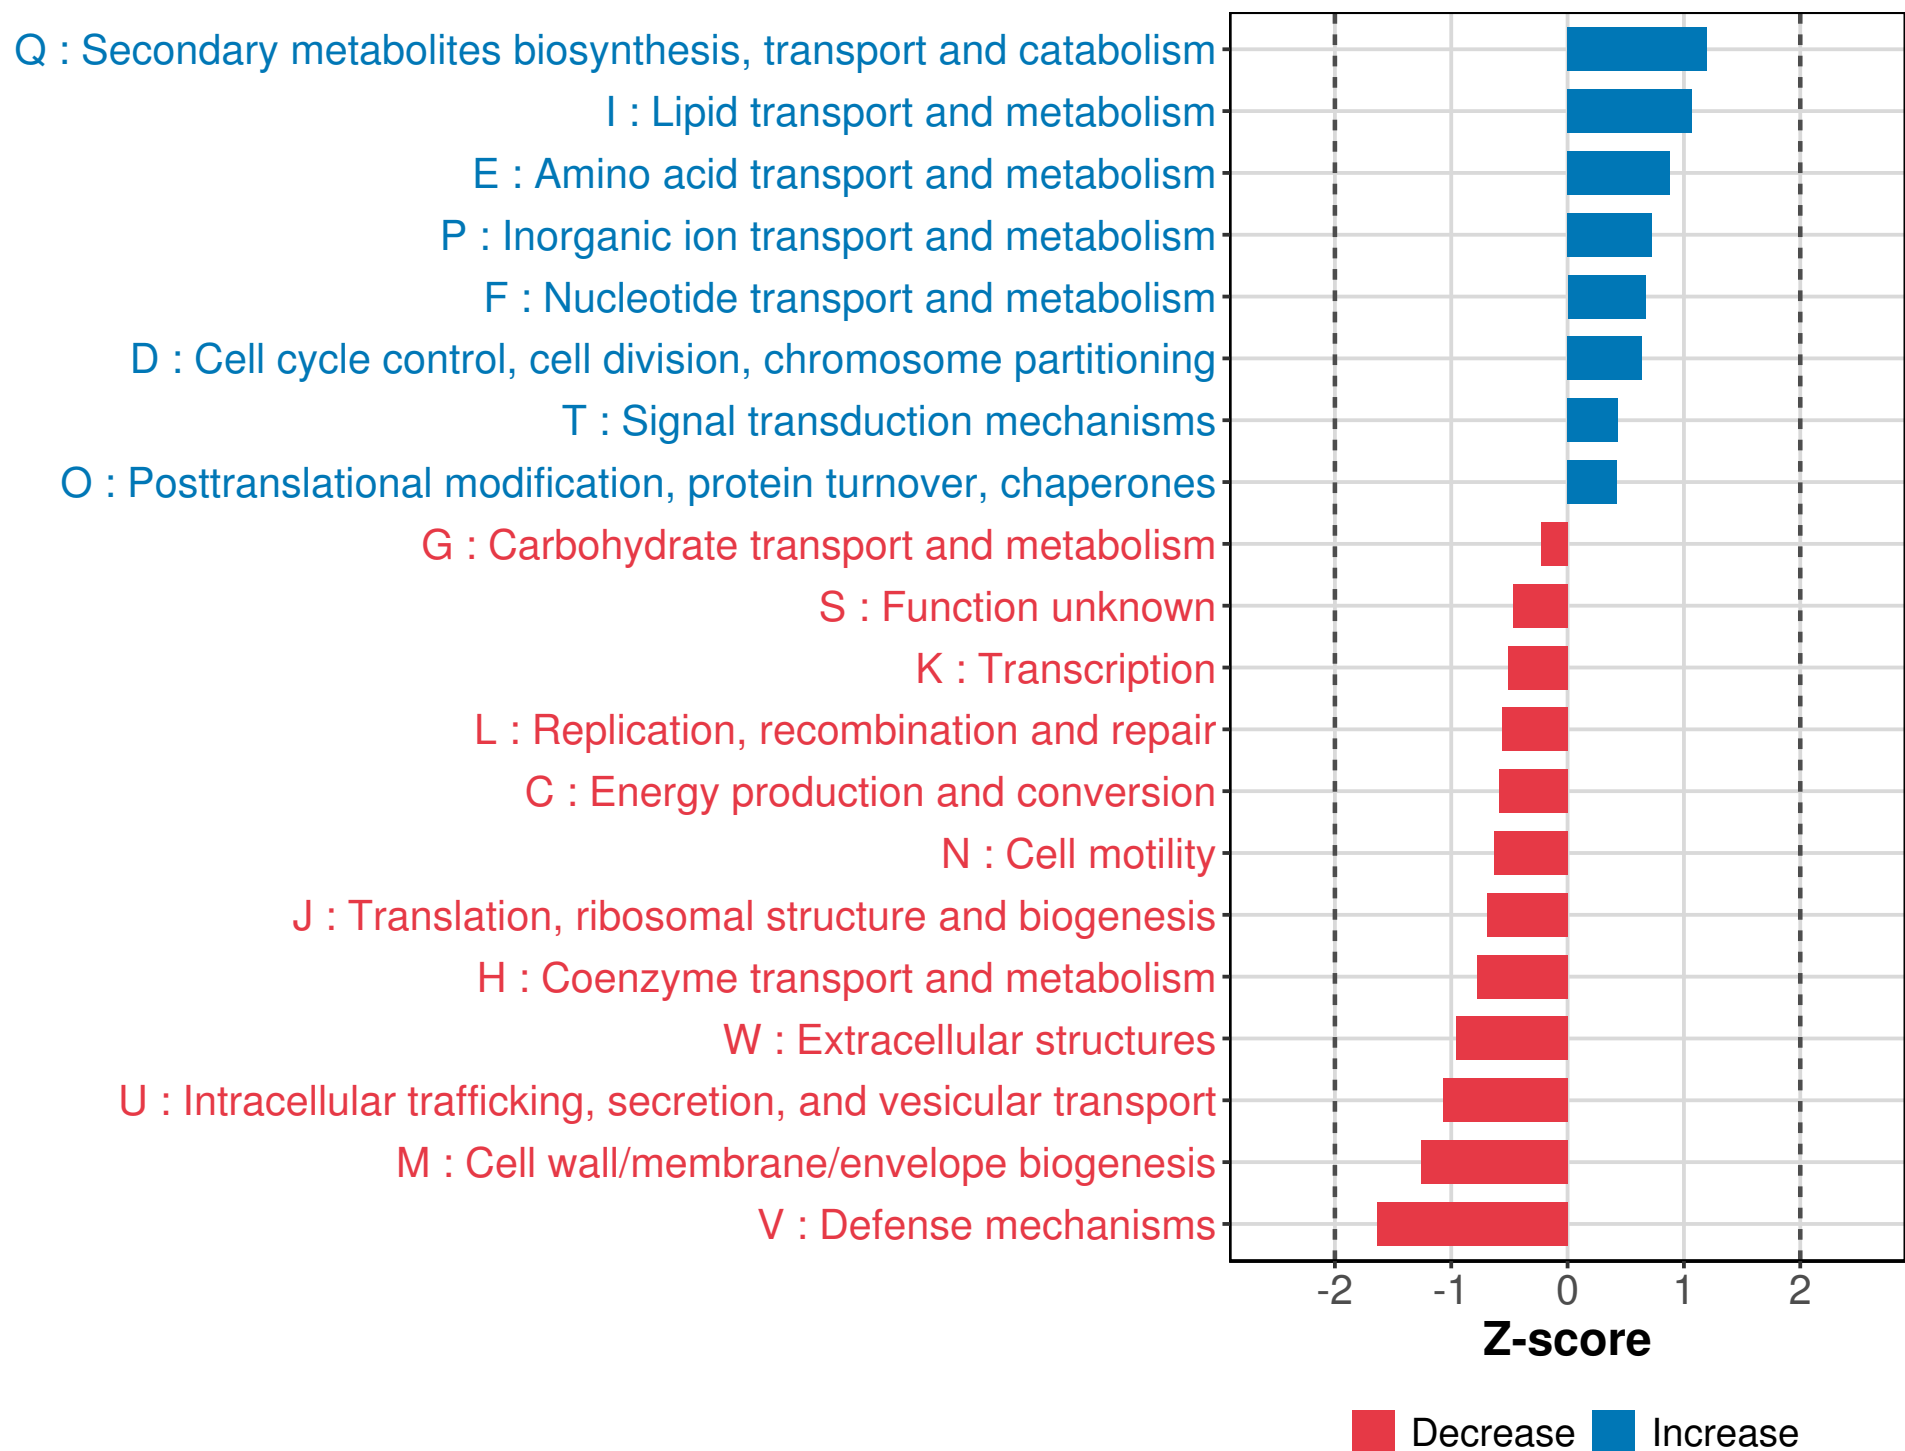 Q : Secondary metabolites biosynthesis, transport and catabolism
I : Lipid transport and metabolism
E : Amino acid transport and metabolism
P : Inorganic ion transport and metabolism
F : Nucleotide transport and metabolism
D : Cell cycle control, cell division, chromosome partitioning
T : Signal transduction mechanisms
O : Posttranslational modification, protein turnover, chaperones
G : Carbohydrate transport and metabolism
S : Function unknown
K : Transcription
L : Replication, recombination and repair
C : Energy production and conversion
N : Cell motility
J : Translation, ribosomal structure and biogenesis
H : Coenzyme transport and metabolism
W : Extracellular structures
U : Intracellular trafficking, secretion, and vesicular transport
M : Cell wall/membrane/envelope biogenesis
V : Defense mechanisms
-2 -1 0 1 2
Z-score
Decrease Increase